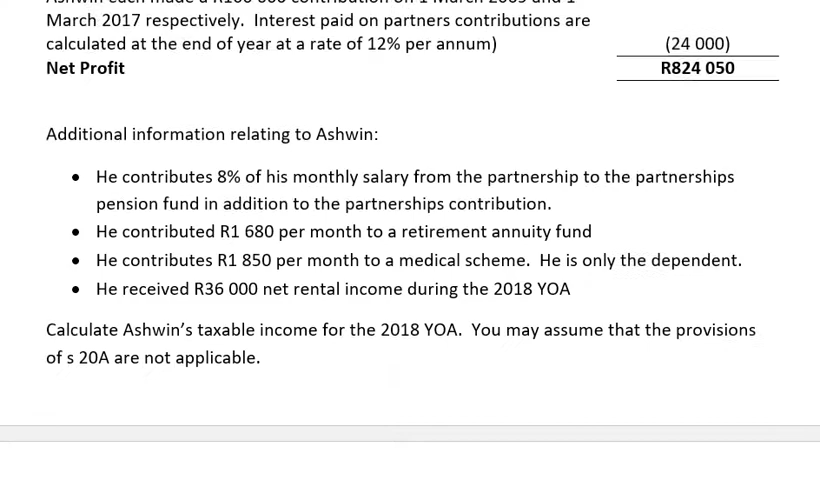 March 2017 respectively. Interest paid on partners contributions are
calculated at the end of year at a rate of 12% per annum) (24 000)
Net Profit R824 050
Additional information relating to Ashwin:
• He contributes 8% of his monthly salary from the partnership to the partnerships
pension fund in addition to the partnerships contribution.
• He contributed R1 680 per month to a retirement annuity fund
• He contributes R1 850 per month to a medical scheme. He is only the dependent.
• He received R36 000 net rental income during the 2018 YOA
Calculate Ashwin’s taxable income for the 2018 YOA. You may assume that the provisions
of s 20A are not applicable.